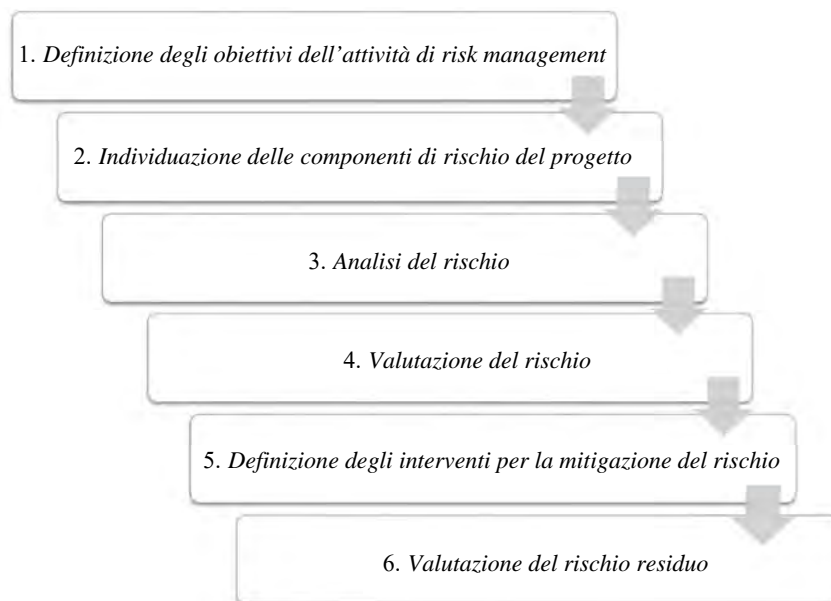 1. Definizione degli obiettivi dell’attività di risk management
2. Individuazione delle componenti di rischio del progetto
3. Analisi del rischio
4. Valutazione del rischio
5. Definizione degli interventi per la mitigazione del rischio
6. Valutazione del rischio residuo